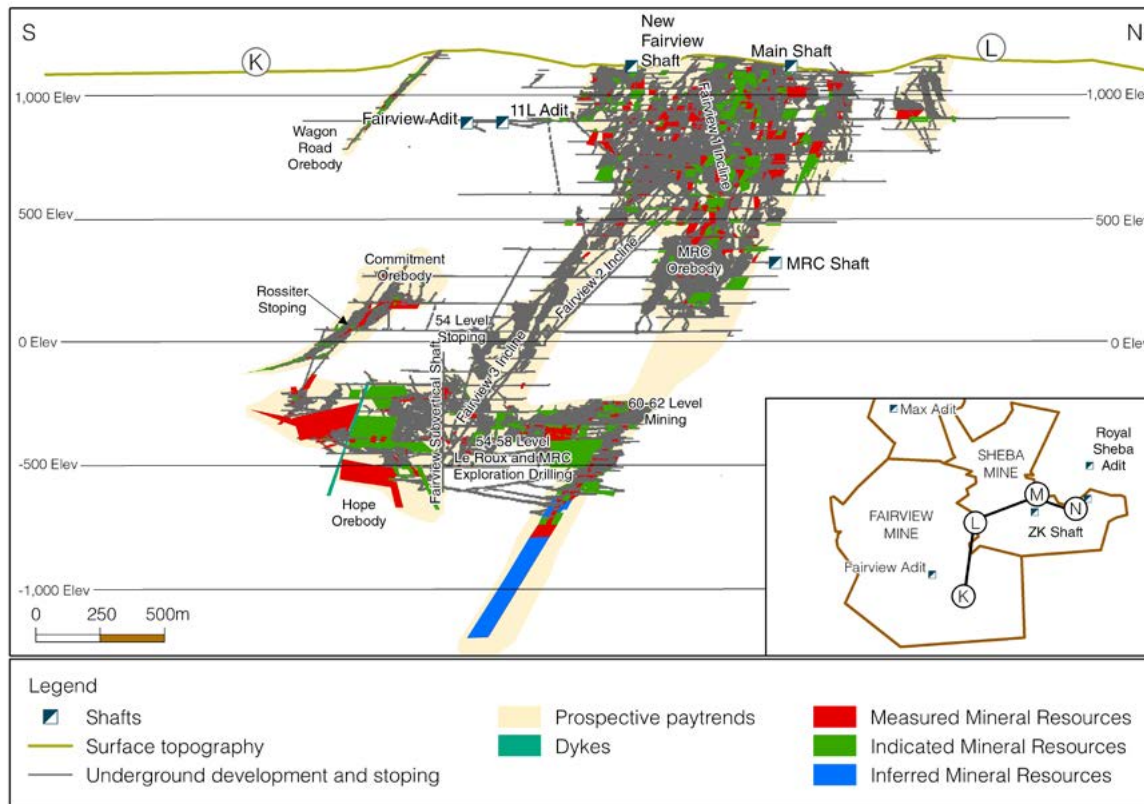 S
N
K
L
New
Fairview
Shaft
Main Shaft
1,000 Elev
1,000 Elev
Fairview Adit
11L Adit
Wagon
Road
Orebody
Fairview 1 Incline
500 Elev
500 Elev
MRC
Orebody
MRC Shaft
Fairview 2 Incline
Commitment
Orebody
Rossiter
Stoping
54 Level
Stoping
0 Elev
0 Elev
Fairview 3 Incline
Fairview Subvertical Shaft
60-62 Level
Mining
54-58 Level
Le Roux and MRC
Exploration Drilling
-500 Elev
Hope
Orebody
-1,000 Elev
0 250 500m
Max Adit
SHEBA
MINE
Royal
Sheba
Adit
M
N
L
ZK Shaft
FAIRVIEW
MINE
Fairview Adit
K
Legend
Shafts
Surface topography
Underground development and stoping
Prospective paytrends
Dykes
Measured Mineral Resources
Indicated Mineral Resources
Inferred Mineral Resources